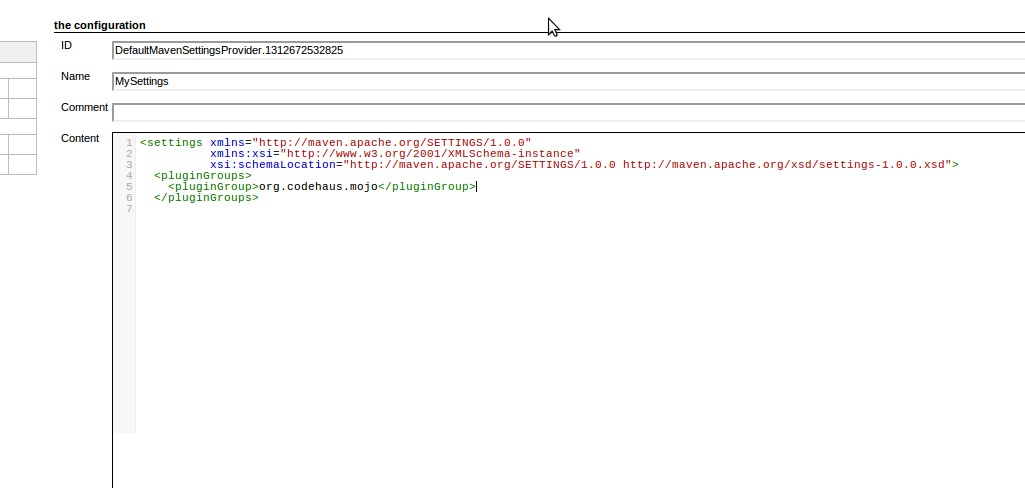 the configuration
ID
DefaultMavenSettingsProvider.1312672532825
Name
MySettings
Comment
Content
1 <settings xmlns="http://maven.apache.org/SETTINGS/1.0.0"
2 xmlns:xsi="http://www.w3.org/2001/XMLSchema-instance"
3 xsi:schemaLocation="http://maven.apache.org/SETTINGS/1.0.0 http://maven.apache.org/xsd/settings-1.0.0.xsd">
4 <pluginGroups>
5 <pluginGroup>org.codehaus.mojo</pluginGroup>
6 </pluginGroups>
7